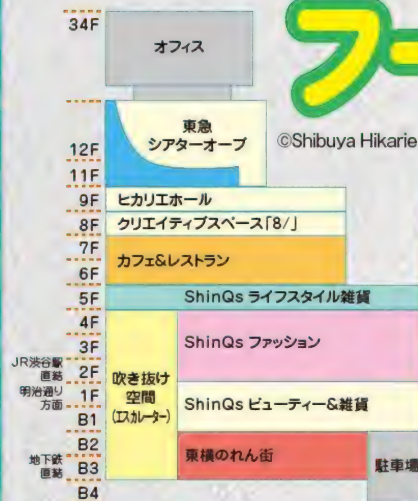 フー
©Shibuya Hikarie
34F
オフィス
東急
シアターオーブ
12F
11F
9F
ヒカリエホール
8F
クリエイティブスペース「8/」
7F
カフェ&レストラン
6F
5F
ShinQs ライフスタイル雑貨
4F
3F
ShinQs ファッション
JR渋谷駅
直結
2F
吹き抜け
空間
(エスカレーター)
明治通り
方面
1F
ShinQs ビューティー&雑貨
B1
B2
東横のれん街
駐車場
地下鉄
直結
B3
B4